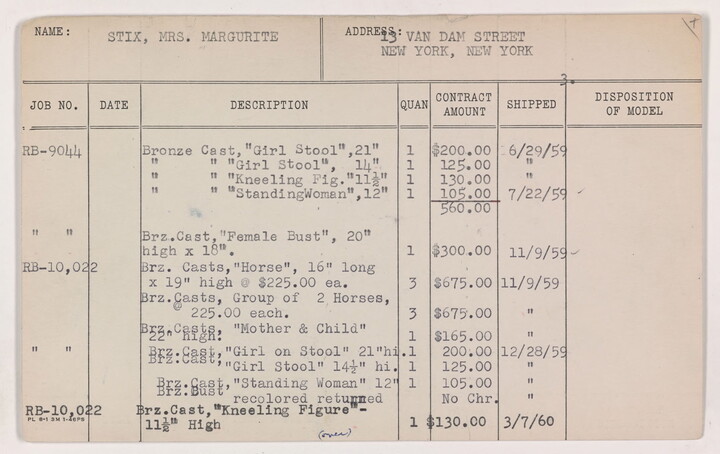 NAME: STIX, MRS. MARGURITE ADDRESS: 13 VAN DAM STREET
NEW YORK, NEW YORK
3.
JOB NO. DATE DESCRIPTION QUAN CONTRACT AMOUNT SHIPPED DISPOSITION OF MODEL
RB-9044 Bronze Cast,"Girl Stool",21" 1 $200.00 6/29/59
" " "Girl Stool", 14" 1 125.00 "
" " "Kneeling Fig."11½" 1 130.00 "
" " "StandingWoman",12" 1 105.00 7/22/59
560.00
" " Brz.Cast,"Female Bust", 20"
high x 18". 1 $300.00 11/9/59
RB-10,022 Brz. Casts,"Horse", 16" long
x 19" high @ $225.00 ea. 3 $675.00 11/9/59
Brz.Casts, Group of 2 Horses,
@ 225.00 each. 3 $675.00 "
Brz.Casts, "Mother & Child"
22" high. 1 $165.00 "
" " Brz.Cast,"Girl on Stool" 21"hi. 1 200.00 12/28/59
Brz.Cast,"Girl Stool" 14½" hi. 1 125.00 "
Brz.Cast,"Standing Woman" 12" 1 105.00 "
Brz.Bust recolored returned No Chr. "
RB-10,022 Brz.Cast,"Kneeling Figure"-
11½" High 1 $130.00 3/7/60
(over)